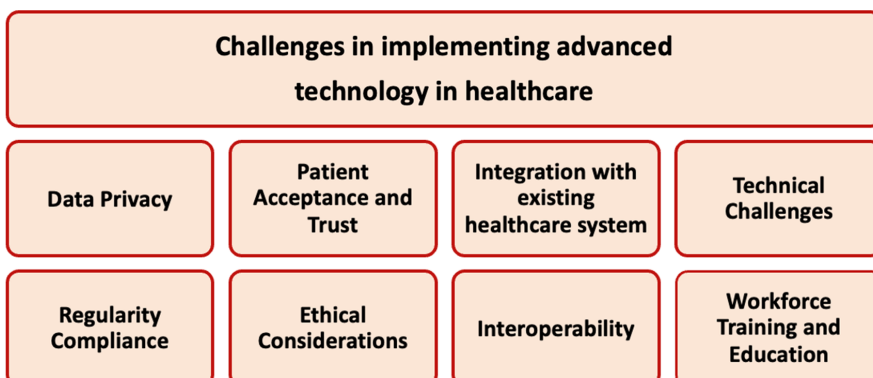 Challenges in implementing advanced
technology in healthcare
Data Privacy
Patient
Acceptance and
Trust
Integration with
existing
healthcare system
Technical
Challenges
Regularity
Compliance
Ethical
Considerations
Interoperability
Workforce
Training and
Education